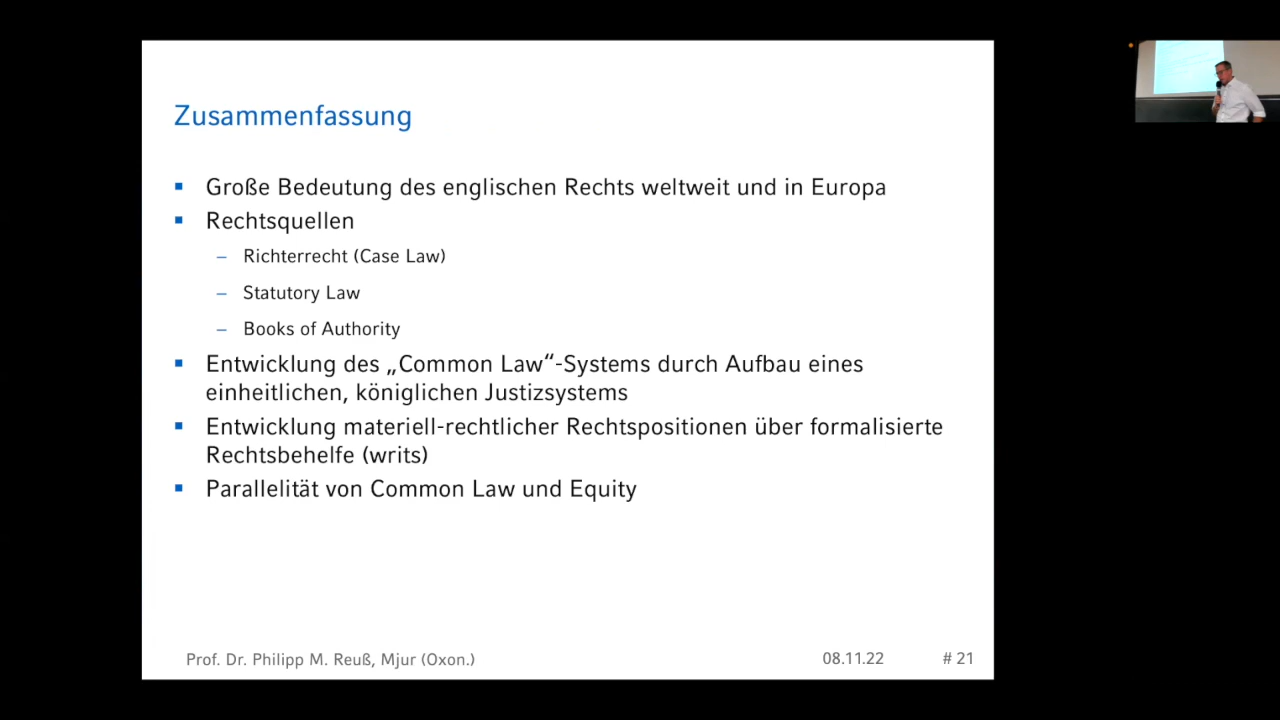 Zusammenfassung
▪ Große Bedeutung des englischen Rechts weltweit und in Europa
▪ Rechtsquellen
– Richterrecht (Case Law)
– Statutory Law
– Books of Authority
▪ Entwicklung des „Common Law“-Systems durch Aufbau eines
einheitlichen, königlichen Justizsystems
▪ Entwicklung materiell-rechtlicher Rechtspositionen über formalisierte
Rechtsbehelfe (writs)
▪ Parallelität von Common Law und Equity
Prof. Dr. Philipp M. Reuß, Mjur (Oxon.) 08.11.22 # 21